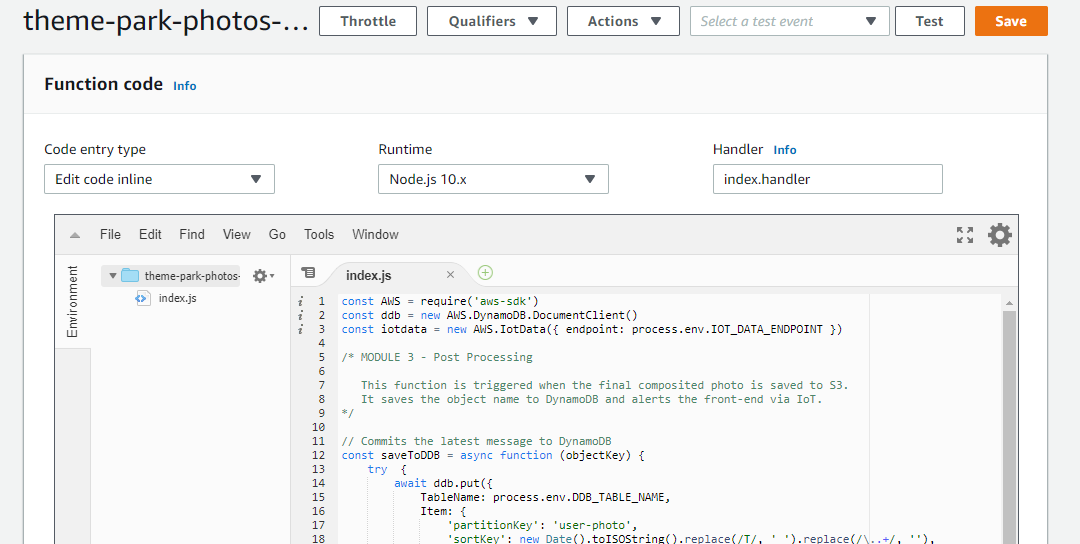 theme-park-photos-... Throttle Qualifiers Actions Select a test event Test Save
Function code Info
Code entry type Runtime Handler Info
Edit code inline Node.js 10.x index.handler
File Edit Find View Go Tools Window
Environment
theme-park-photos-
index.js
index.js
1 const AWS = require('aws-sdk')
2 const ddb = new AWS.DynamoDB.DocumentClient()
3 const iotdata = new AWS.IotData({ endpoint: process.env.IOT_DATA_ENDPOINT })
4
5 /* MODULE 3 - Post Processing
6
7 This function is triggered when the final composited photo is saved to S3.
8 It saves the object name to DynamoDB and alerts the front-end via IoT.
9 */
10
11 // Commits the latest message to DynamoDB
12 const saveToDDB = async function (objectKey) {
13 try {
14 await ddb.put({
15 TableName: process.env.DDB_TABLE_NAME,
16 Item: {
17 'partitionKey': 'user-photo',
18 'sortKey': new Date().toISOString().replace(/T/, ' ').replace(/\..+/, ''),